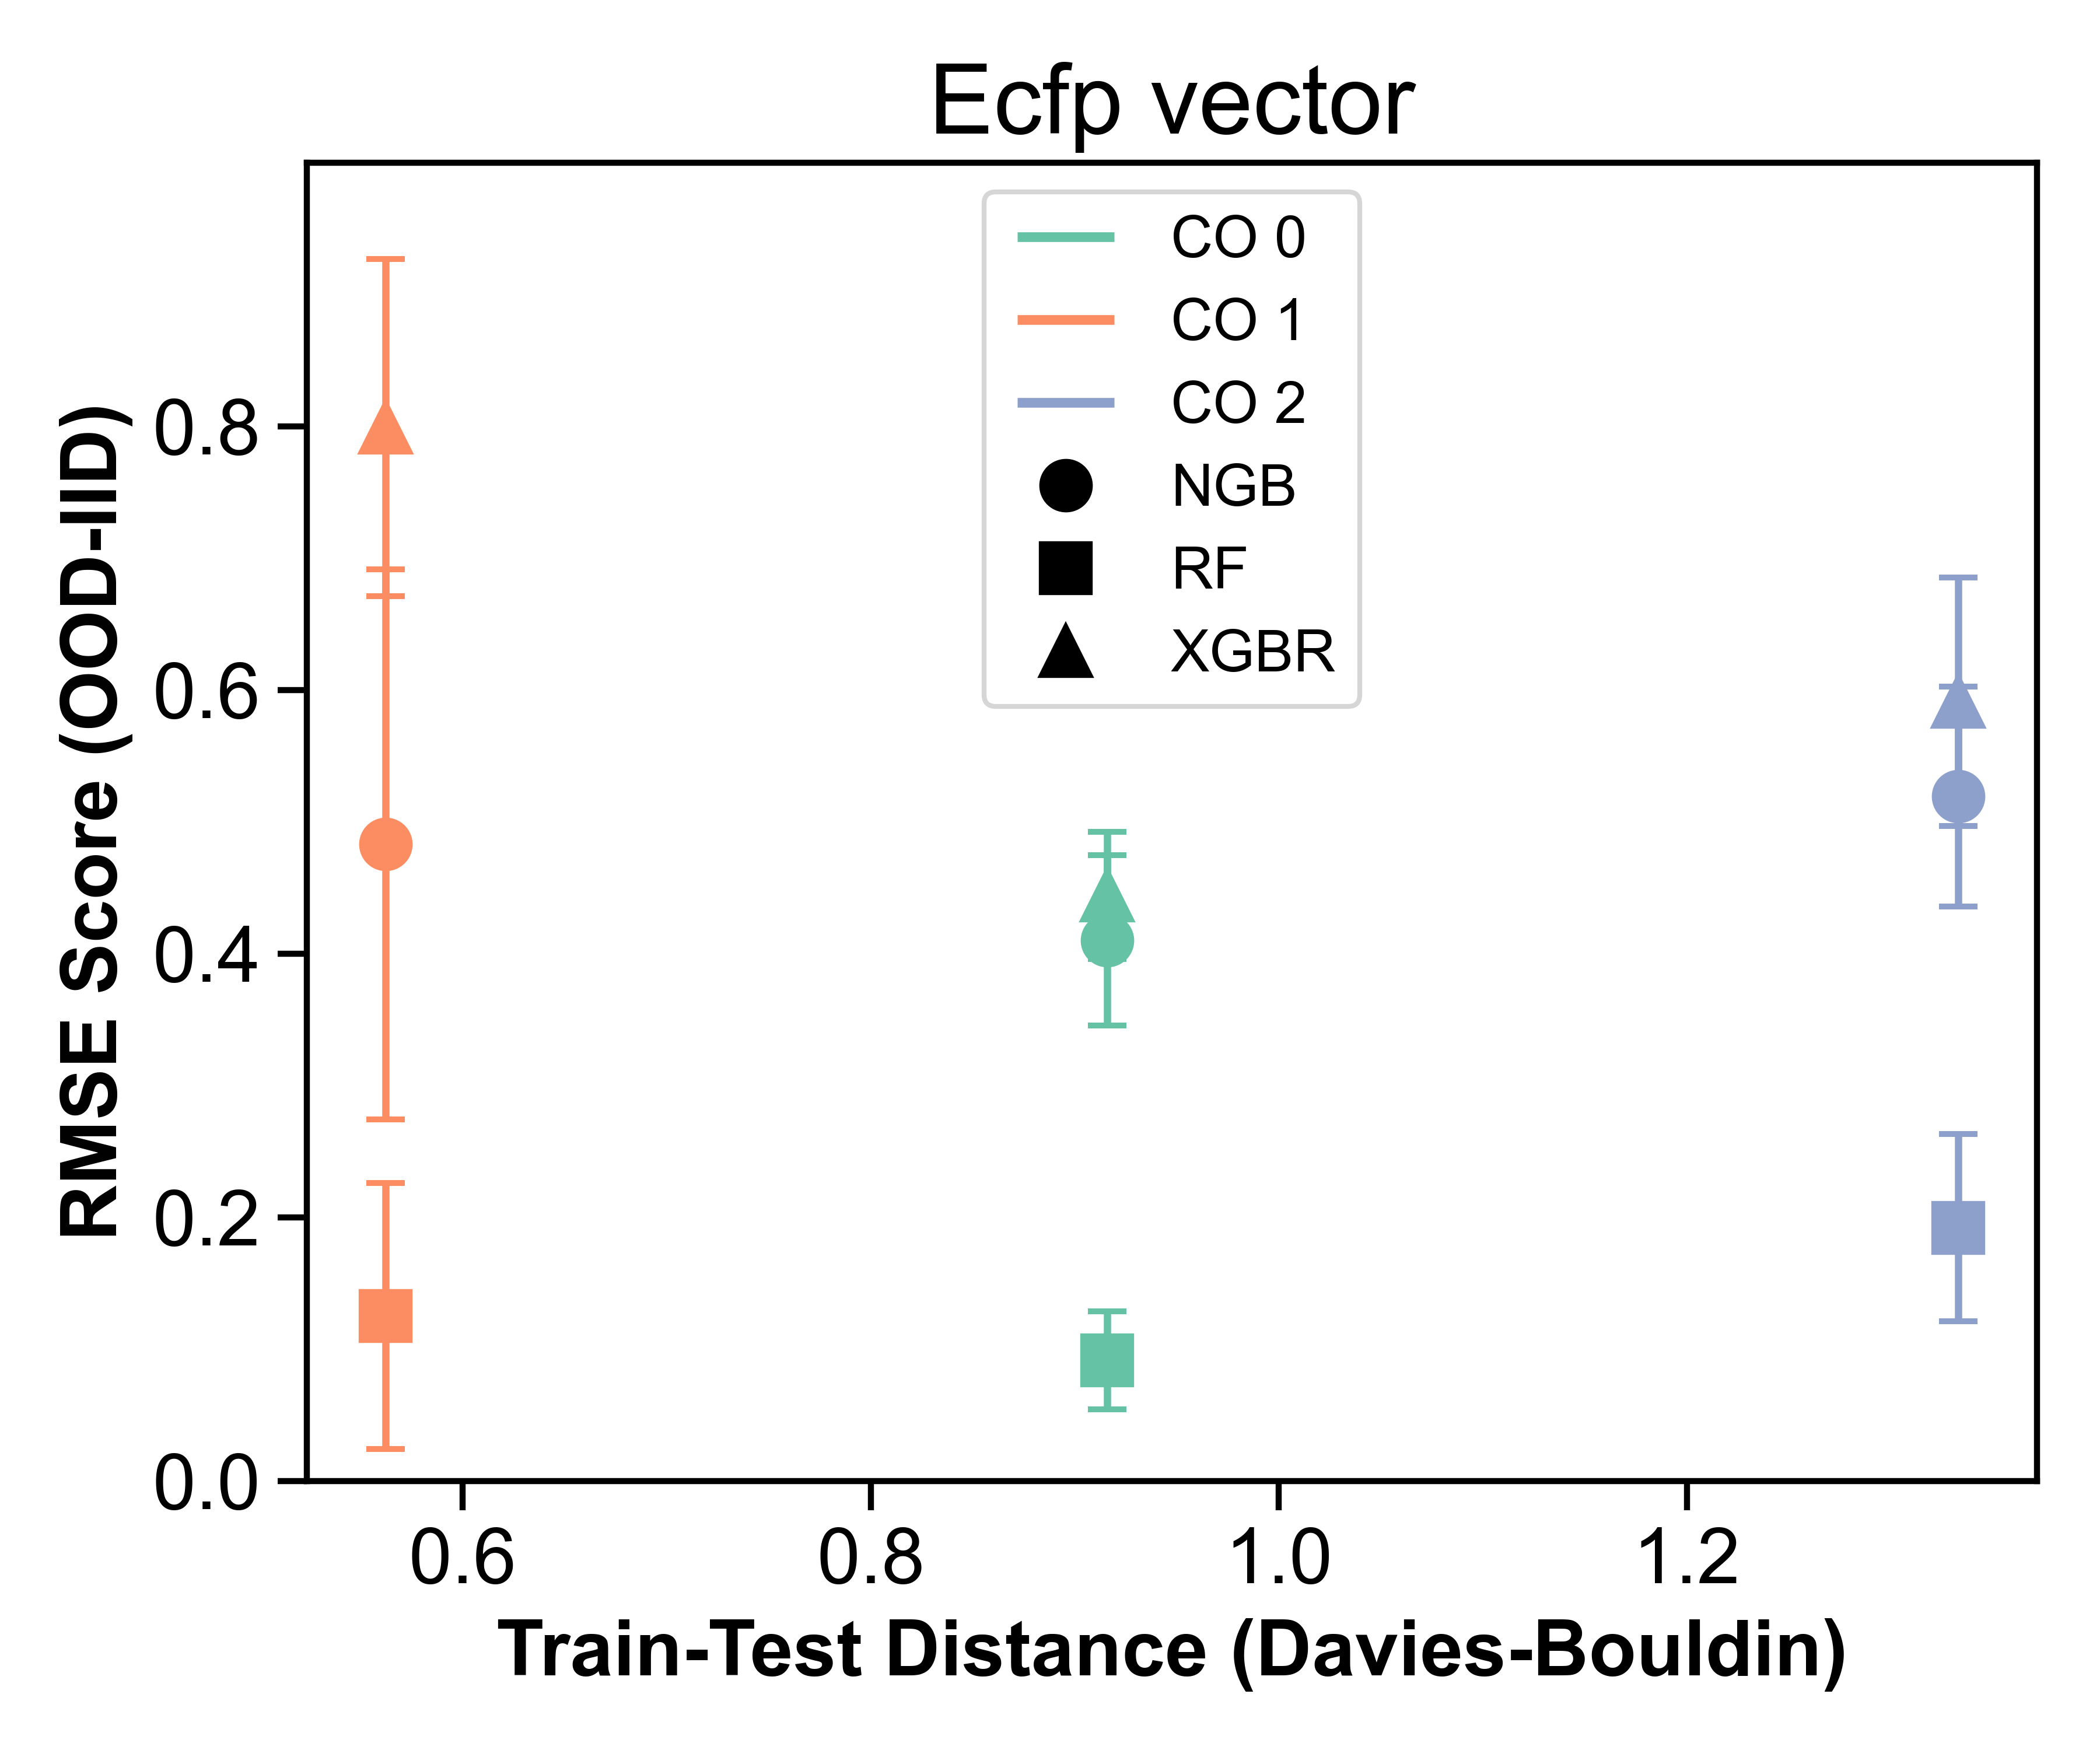 Ecfp vector
CO 0
CO 1
CO 2
NGB
RF
XGBR
RMSE Score (OOD-IID)
0.8
0.6
0.4
0.2
0.0
0.6 0.8 1.0 1.2
Train-Test Distance (Davies-Bouldin)